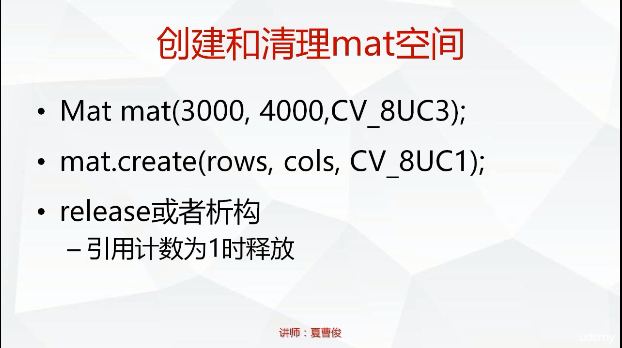 创建和清理mat空间
• Mat mat(3000, 4000,CV_8UC3);
• mat.create(rows, cols, CV_8UC1);
• release或者析构
– 引用计数为1时释放
讲师：夏曹俊
udemy